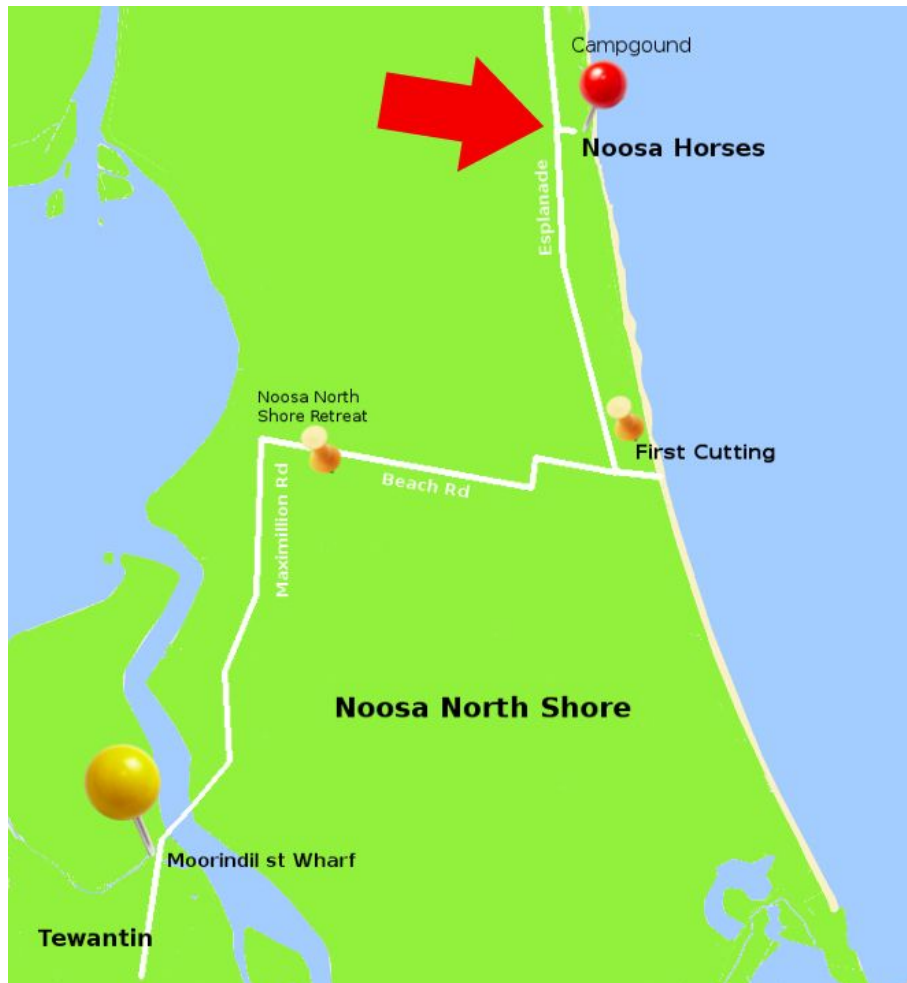 Campgound
Noosa Horses
Esplanade
Noosa North
Shore Retreat
First Cutting
Beach Rd
Maximillion Rd
Noosa North Shore
Moorindil st Wharf
Tewantin